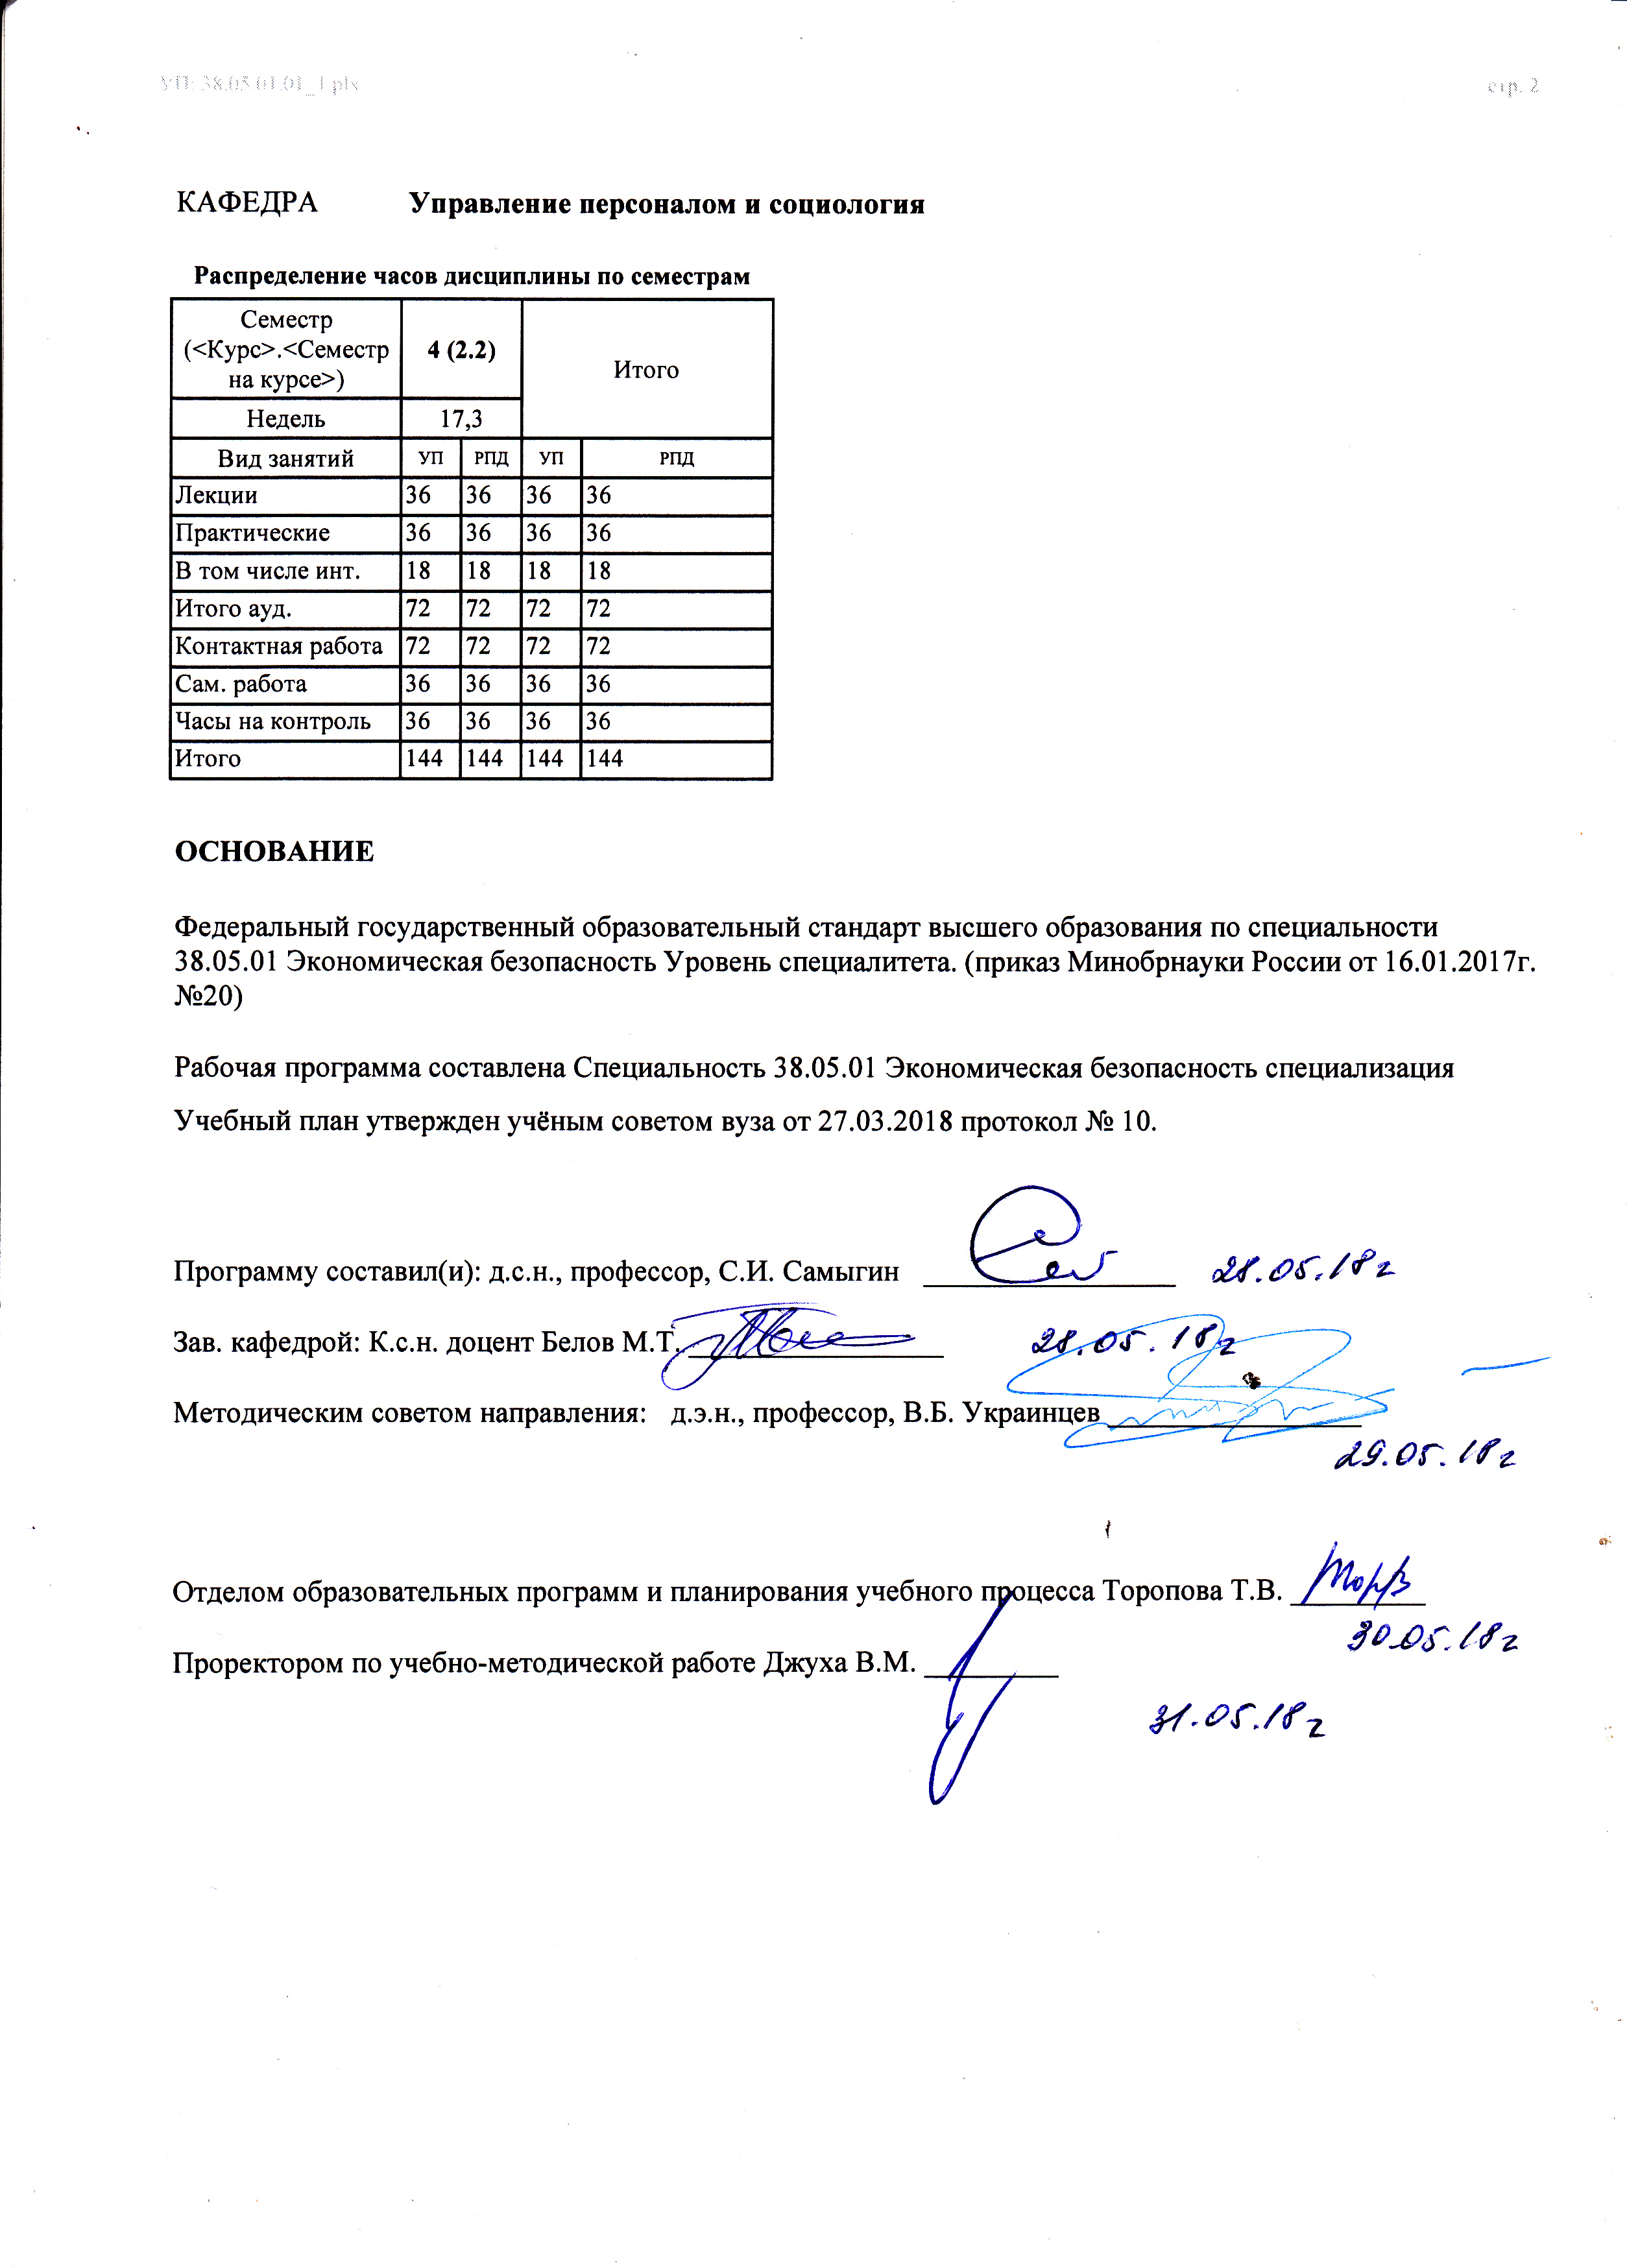 УП: 38.05.01.01_1.plx стр. 2
КАФЕДРА Управление персоналом и социология
Распределение часов дисциплины по семестрам
Семестр
(<Курс>.<Семестр
на курсе>)
4 (2.2)
Итого
Недель 17,3
Вид занятий УП РПД УП РПД
Лекции 36 36 36 36
Практические 36 36 36 36
В том числе инт. 18 18 18 18
Итого ауд. 72 72 72 72
Контактная работа 72 72 72 72
Сам. работа 36 36 36 36
Часы на контроль 36 36 36 36
Итого 144 144 144 144
ОСНОВАНИЕ
Федеральный государственный образовательный стандарт высшего образования по специальности
38.05.01 Экономическая безопасность Уровень специалитета. (приказ Минобрнауки России от 16.01.2017г.
№20)
Рабочая программа составлена Специальность 38.05.01 Экономическая безопасность специализация
Учебный план утвержден учёным советом вуза от 27.03.2018 протокол № 10.
Программу составил(и): д.с.н., профессор, С.И. Самыгин 28.05.18г
Зав. кафедрой: К.с.н. доцент Белов М.Т. 28.05.18г
Методическим советом направления: д.э.н., профессор, В.Б. Украинцев
29.05.18г
Отделом образовательных программ и планирования учебного процесса Торопова Т.В.
30.05.18г
Проректором по учебно-методической работе Джуха В.М.
31.05.18г